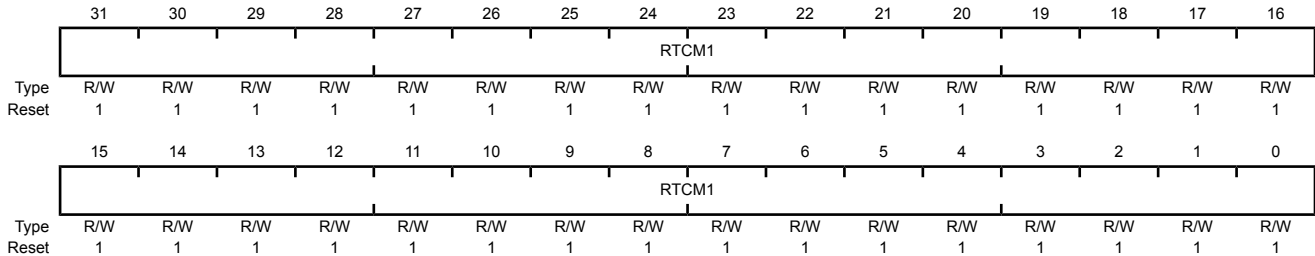 31 30 29 28 27 26 25 24 23 22 21 20 19 18 17 16
RTCM1
Type R/W R/W R/W R/W R/W R/W R/W R/W R/W R/W R/W R/W R/W R/W R/W R/W
Reset 1 1 1 1 1 1 1 1 1 1 1 1 1 1 1 1
15 14 13 12 11 10 9 8 7 6 5 4 3 2 1 0
RTCM1
Type R/W R/W R/W R/W R/W R/W R/W R/W R/W R/W R/W R/W R/W R/W R/W R/W
Reset 1 1 1 1 1 1 1 1 1 1 1 1 1 1 1 1